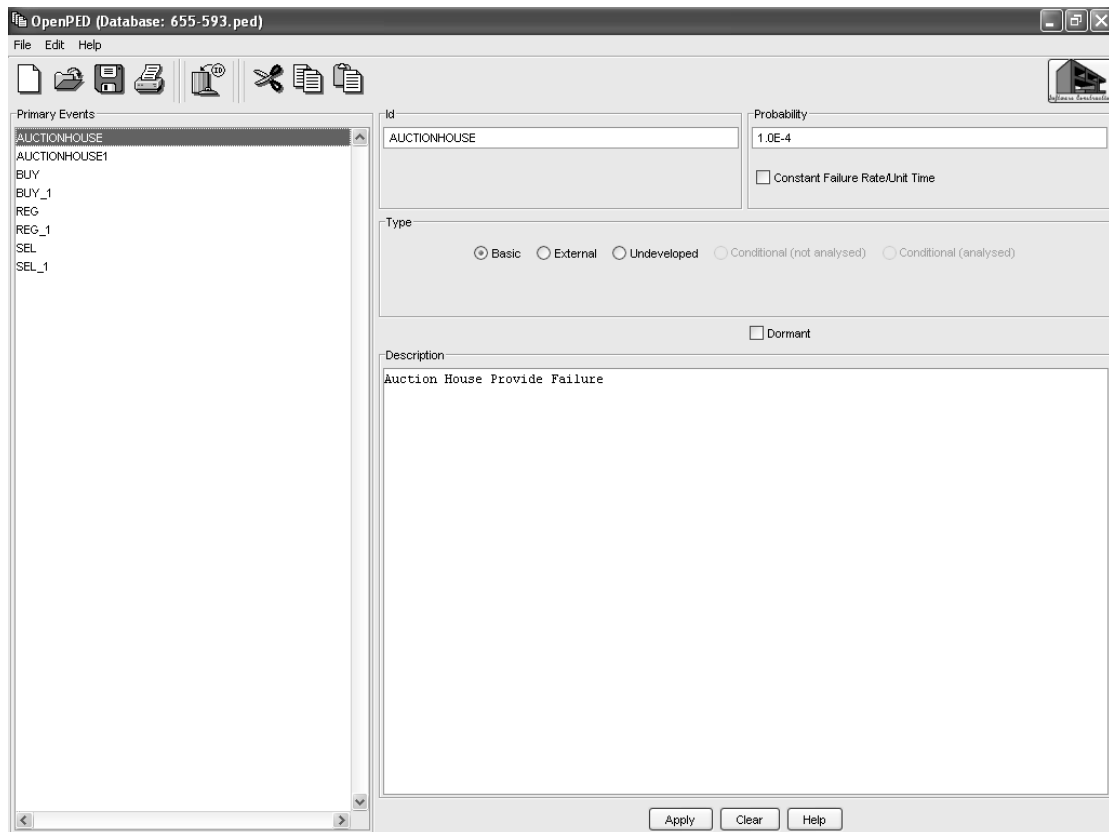 OpenPED (Database: 655-593.ped)
File Edit Help
ID
Primary Events
AUCTIONHOUSE
AUCTIONHOUSE1
BUY
BUY_1
REG
REG_1
SEL
SEL_1
Id
AUCTIONHOUSE
Probability
1.0E-4
Constant Failure Rate/Unit Time
Type
Basic External Undeveloped Conditional (not analysed) Conditional (analysed)
Dormant
Description
Auction House Provide Failure
Apply Clear Help